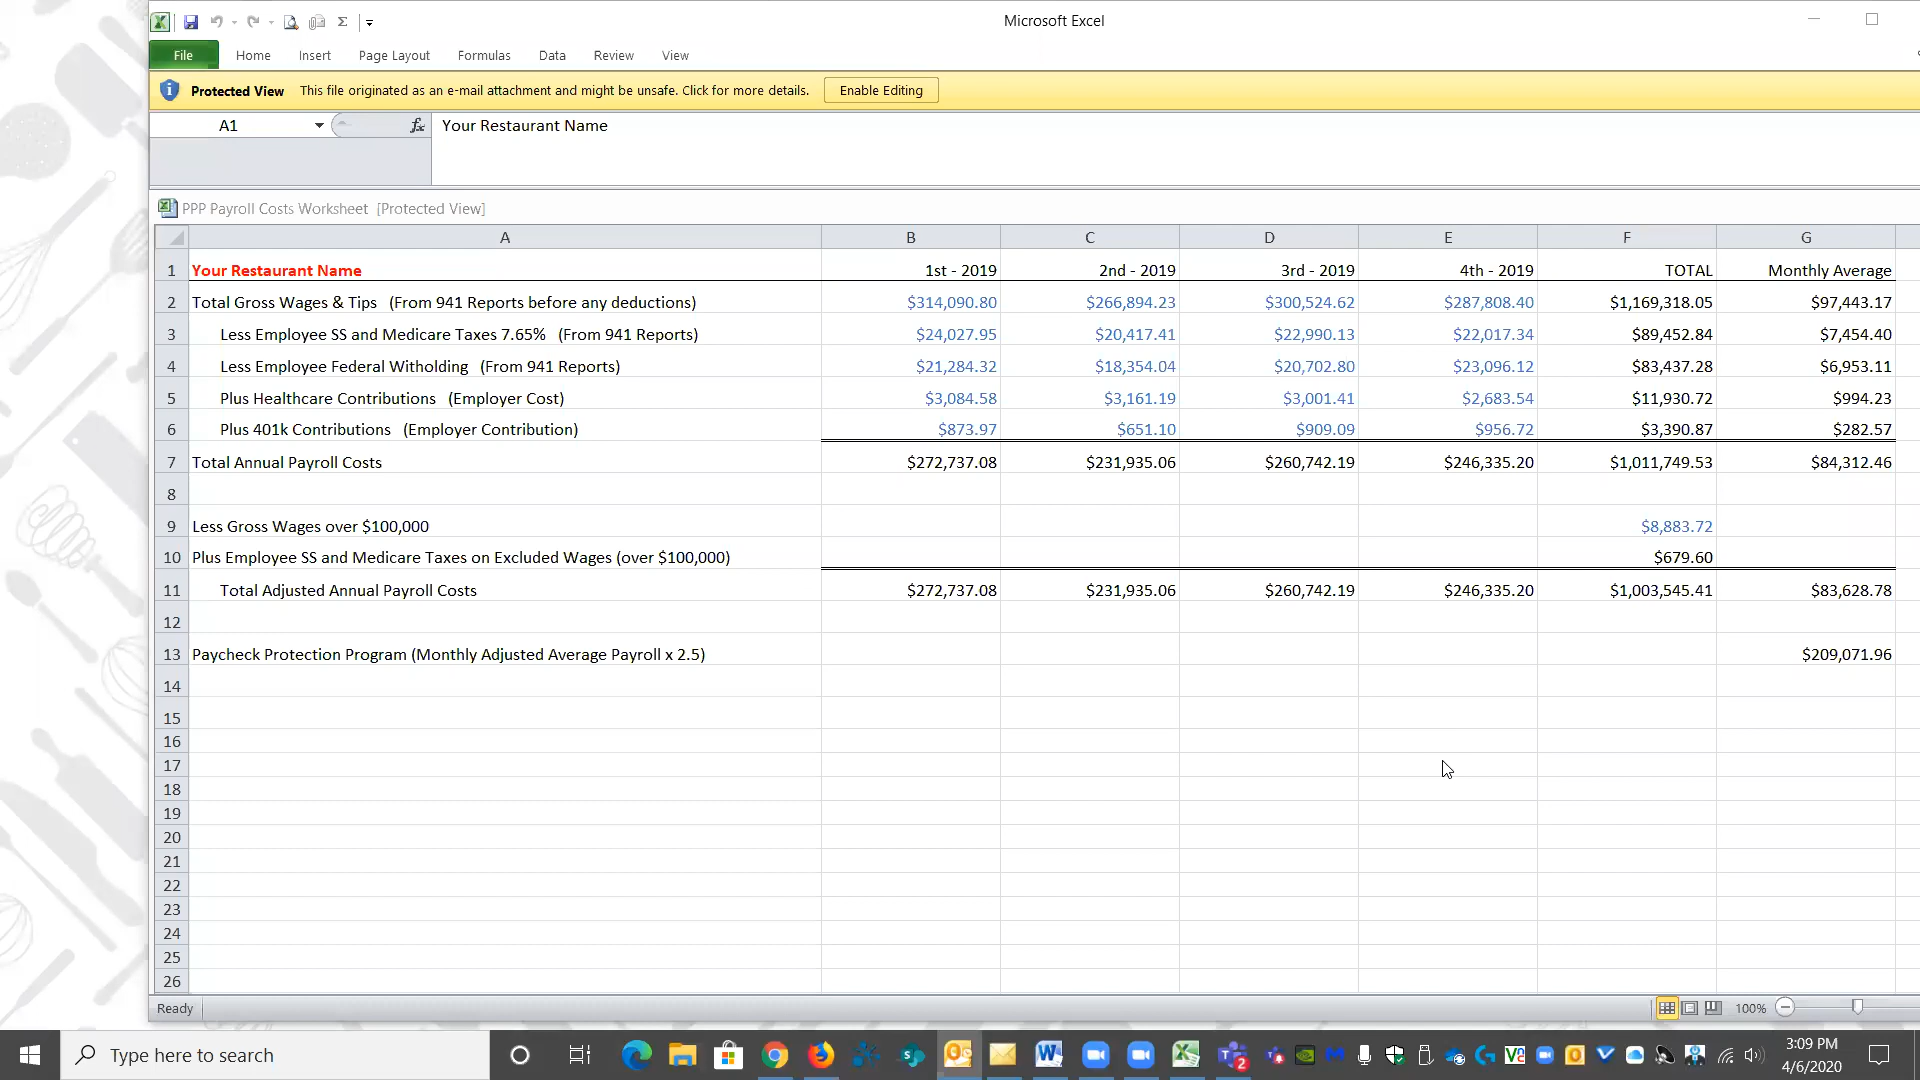 Microsoft Excel
File Home Insert Page Layout Formulas Data Review View
Protected View This file originated as an e-mail attachment and might be unsafe. Click for more details. Enable Editing
A1 fx Your Restaurant Name
PPP Payroll Costs Worksheet [Protected View]
A B C D E F G
1 Your Restaurant Name 1st - 2019 2nd - 2019 3rd - 2019 4th - 2019 TOTAL Monthly Average
2 Total Gross Wages & Tips (From 941 Reports before any deductions) $314,090.80 $266,894.23 $300,524.62 $287,808.40 $1,169,318.05 $97,443.17
3 Less Employee SS and Medicare Taxes 7.65% (From 941 Reports) $24,027.95 $20,417.41 $22,990.13 $22,017.34 $89,452.84 $7,454.40
4 Less Employee Federal Witholding (From 941 Reports) $21,284.32 $18,354.04 $20,702.80 $23,096.12 $83,437.28 $6,953.11
5 Plus Healthcare Contributions (Employer Cost) $3,084.58 $3,161.19 $3,001.41 $2,683.54 $11,930.72 $994.23
6 Plus 401k Contributions (Employer Contribution) $873.97 $651.10 $909.09 $956.72 $3,390.87 $282.57
7 Total Annual Payroll Costs $272,737.08 $231,935.06 $260,742.19 $246,335.20 $1,011,749.53 $84,312.46
8
9 Less Gross Wages over $100,000 $8,883.72
10 Plus Employee SS and Medicare Taxes on Excluded Wages (over $100,000) $679.60
11 Total Adjusted Annual Payroll Costs $272,737.08 $231,935.06 $260,742.19 $246,335.20 $1,003,545.41 $83,628.78
12
13 Paycheck Protection Program (Monthly Adjusted Average Payroll x 2.5) $209,071.96
14
15
16
17
18
19
20
21
22
23
24
25
26
Ready 100%
Type here to search 3:09 PM
4/6/2020